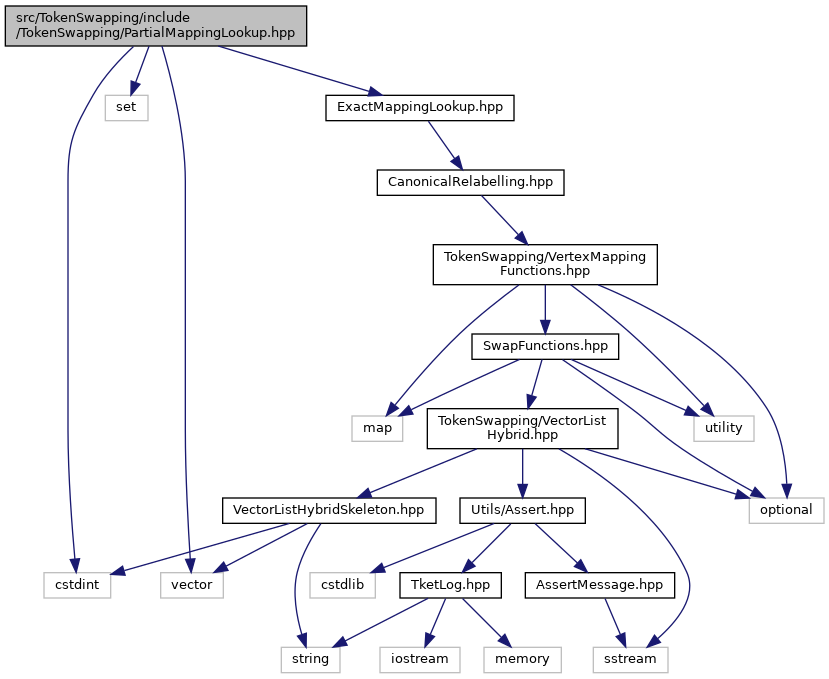 src/TokenSwapping/include
/TokenSwapping/PartialMappingLookup.hpp
set
ExactMappingLookup.hpp
CanonicalRelabelling.hpp
TokenSwapping/VertexMapping
Functions.hpp
SwapFunctions.hpp
map
TokenSwapping/VectorList
Hybrid.hpp
utility
VectorListHybridSkeleton.hpp
Utils/Assert.hpp
optional
cstdint
vector
cstdlib
TketLog.hpp
AssertMessage.hpp
string
iostream
memory
sstream